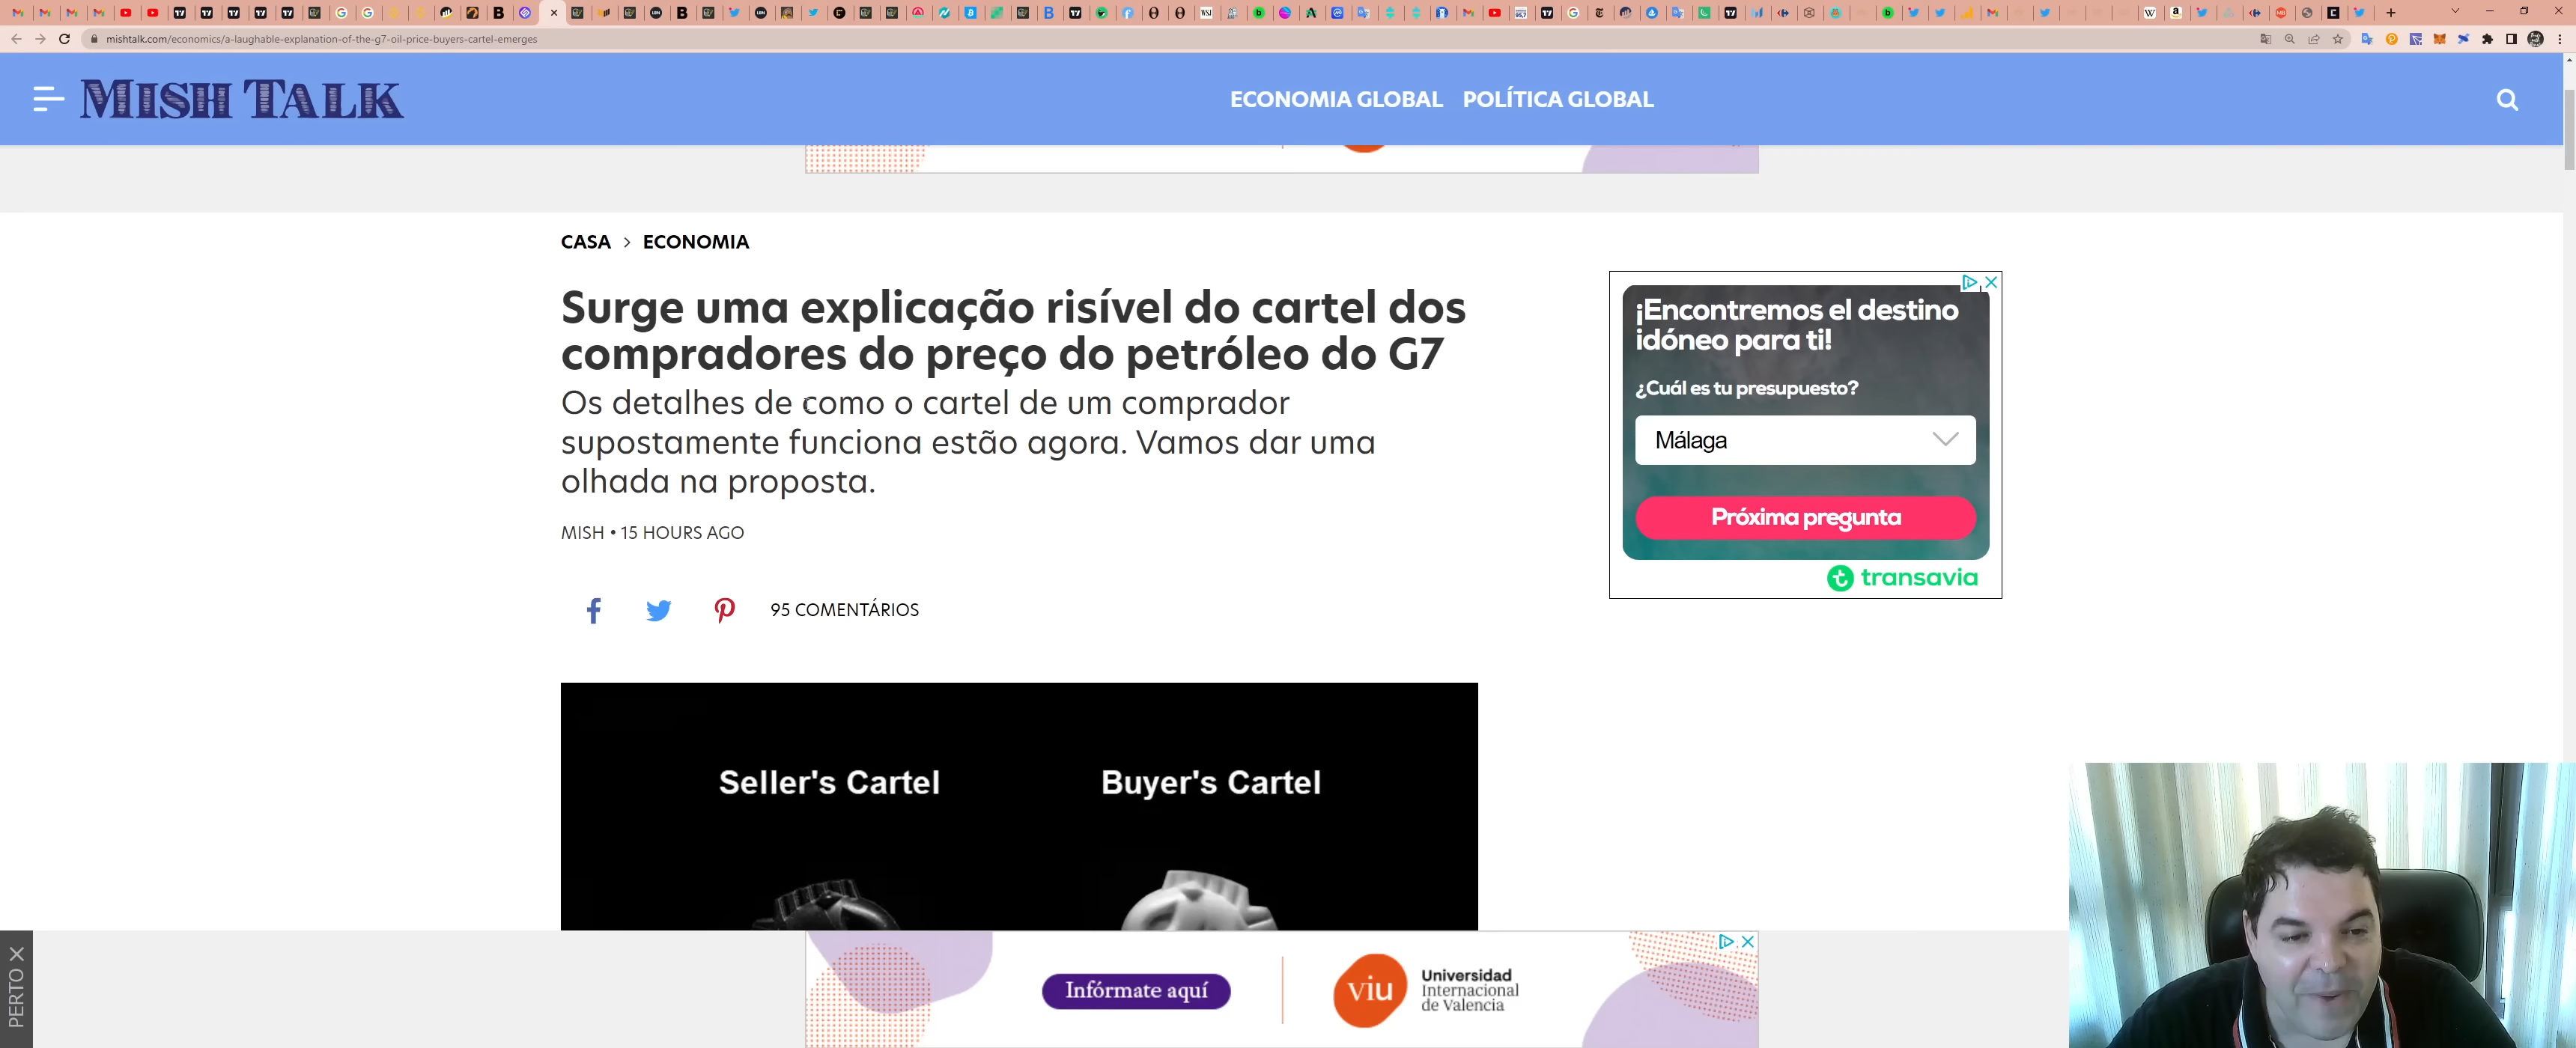 mishtalk.com/economics/a-laughable-explanation-of-the-g7-oil-price-buyers-cartel-emerges
MISH TALK
ECONOMIA GLOBAL POLÍTICA GLOBAL
CASA > ECONOMIA
Surge uma explicação risível do cartel dos
compradores do preço do petróleo do G7
Os detalhes de como o cartel de um comprador
supostamente funciona estão agora. Vamos dar uma
olhada na proposta.
MISH • 15 HOURS AGO
95 COMENTÁRIOS
¡Encontremos el destino
idóneo para ti!
¿Cuál es tu presupuesto?
Málaga
Próxima pregunta
transavia
Seller's Cartel
Buyer's Cartel
PERTO X
Infórmate aquí
viu
Universidad
Internacional
de Valencia